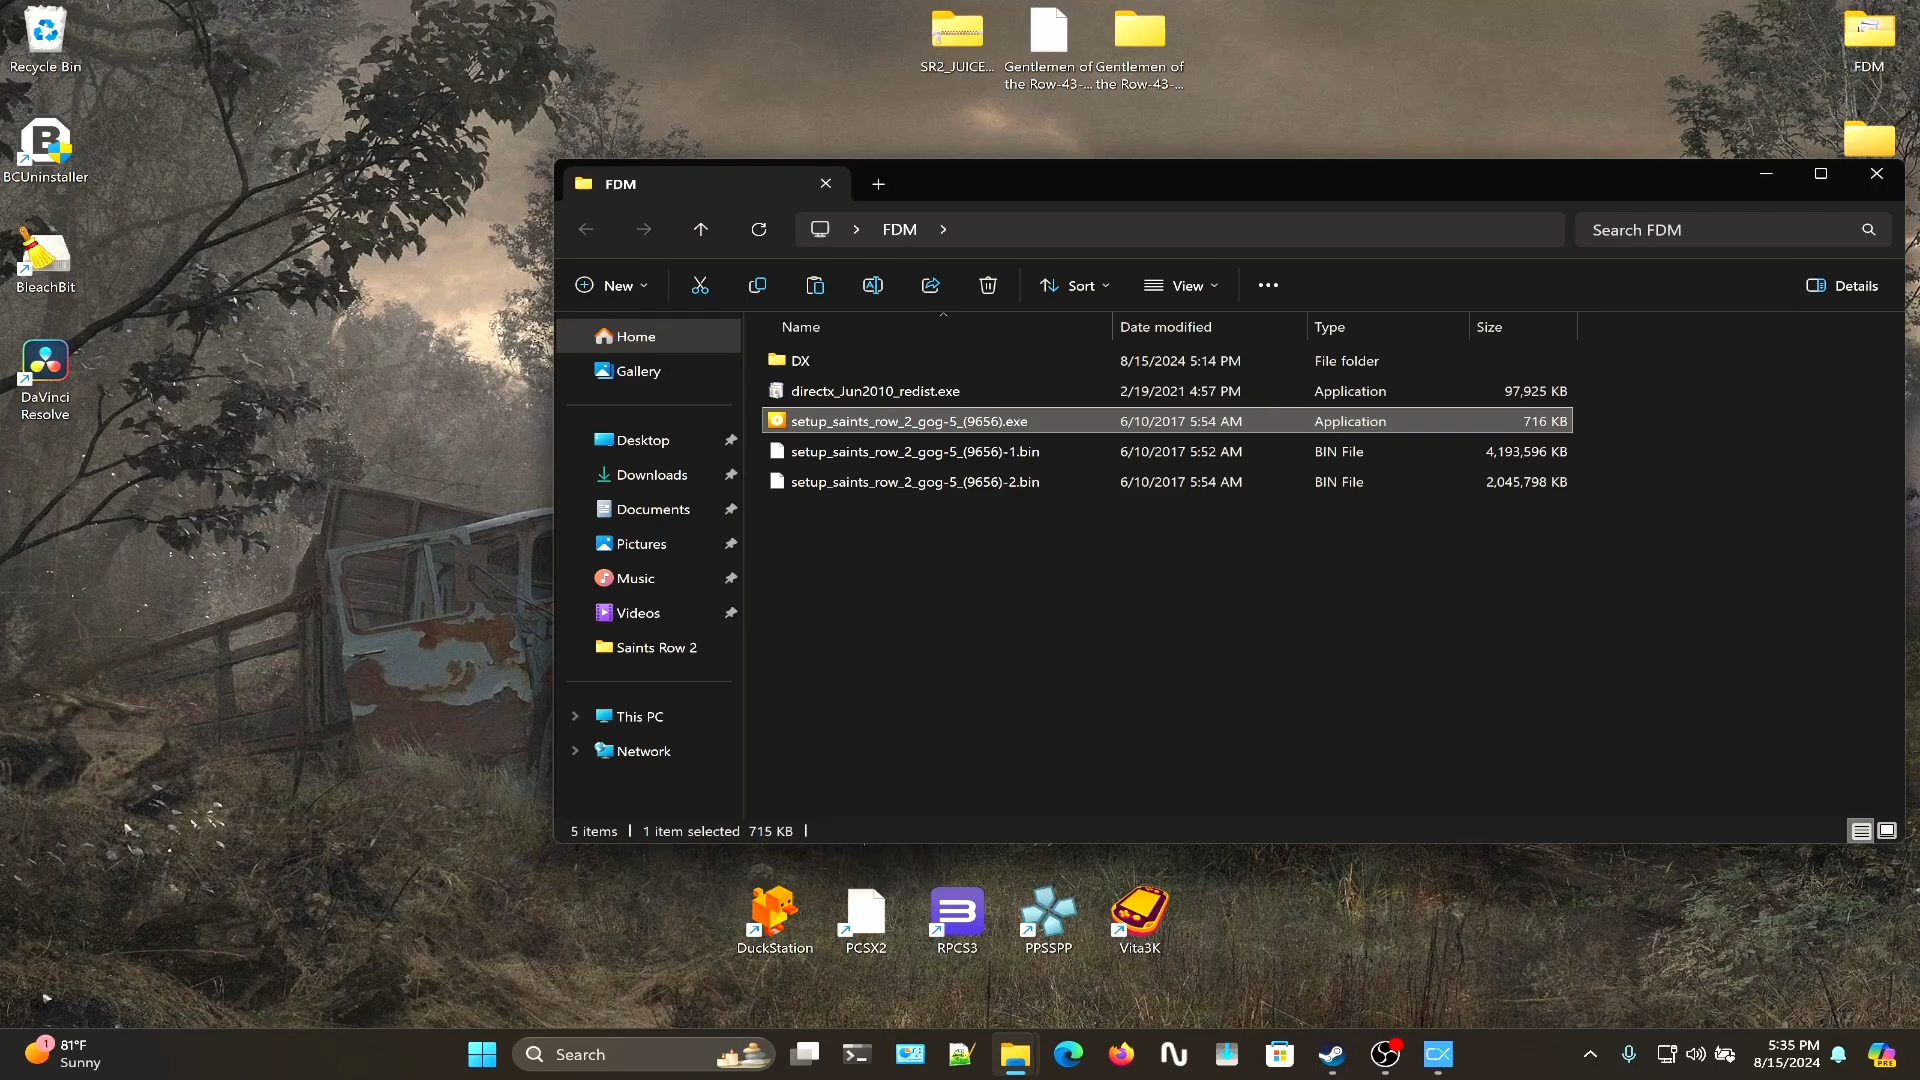 Recycle Bin
BCUninstaller
BleachBit
DaVinci
Resolve
SR2_JUICE...
Gentlemen of
the Row-43-...
Gentlemen of
the Row-43-...
FDM
FDM
FDM
Search FDM
New
Sort
View
Details
Home
Gallery
Desktop
Downloads
Documents
Pictures
Music
Videos
Saints Row 2
This PC
Network
Name Date modified Type Size
DX 8/15/2024 5:14 PM File folder
directx_Jun2010_redist.exe 2/19/2021 4:57 PM Application 97,925 KB
setup_saints_row_2_gog-5_(9656).exe 6/10/2017 5:54 AM Application 716 KB
setup_saints_row_2_gog-5_(9656)-1.bin 6/10/2017 5:52 AM BIN File 4,193,596 KB
setup_saints_row_2_gog-5_(9656)-2.bin 6/10/2017 5:54 AM BIN File 2,045,798 KB
5 items | 1 item selected 715 KB |
DuckStation
PCSX2
RPCS3
PPSSPP
Vita3K
1
81°F
Sunny
Search
CX
5:35 PM
8/15/2024
PRE